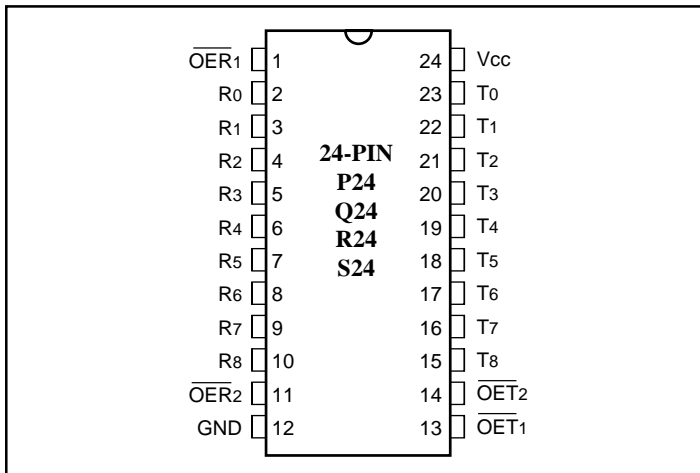 OER1 1 24 Vcc
R0 2 23 T0
R1 3 22 T1
R2 4 24-PIN 21 T2
R3 5 P24 20 T3
R4 6 Q24 19 T4
R5 7 R24 18 T5
R6 8 S24 17 T6
R7 9 16 T7
R8 10 15 T8
OER2 11 14 OET2
GND 12 13 OET1